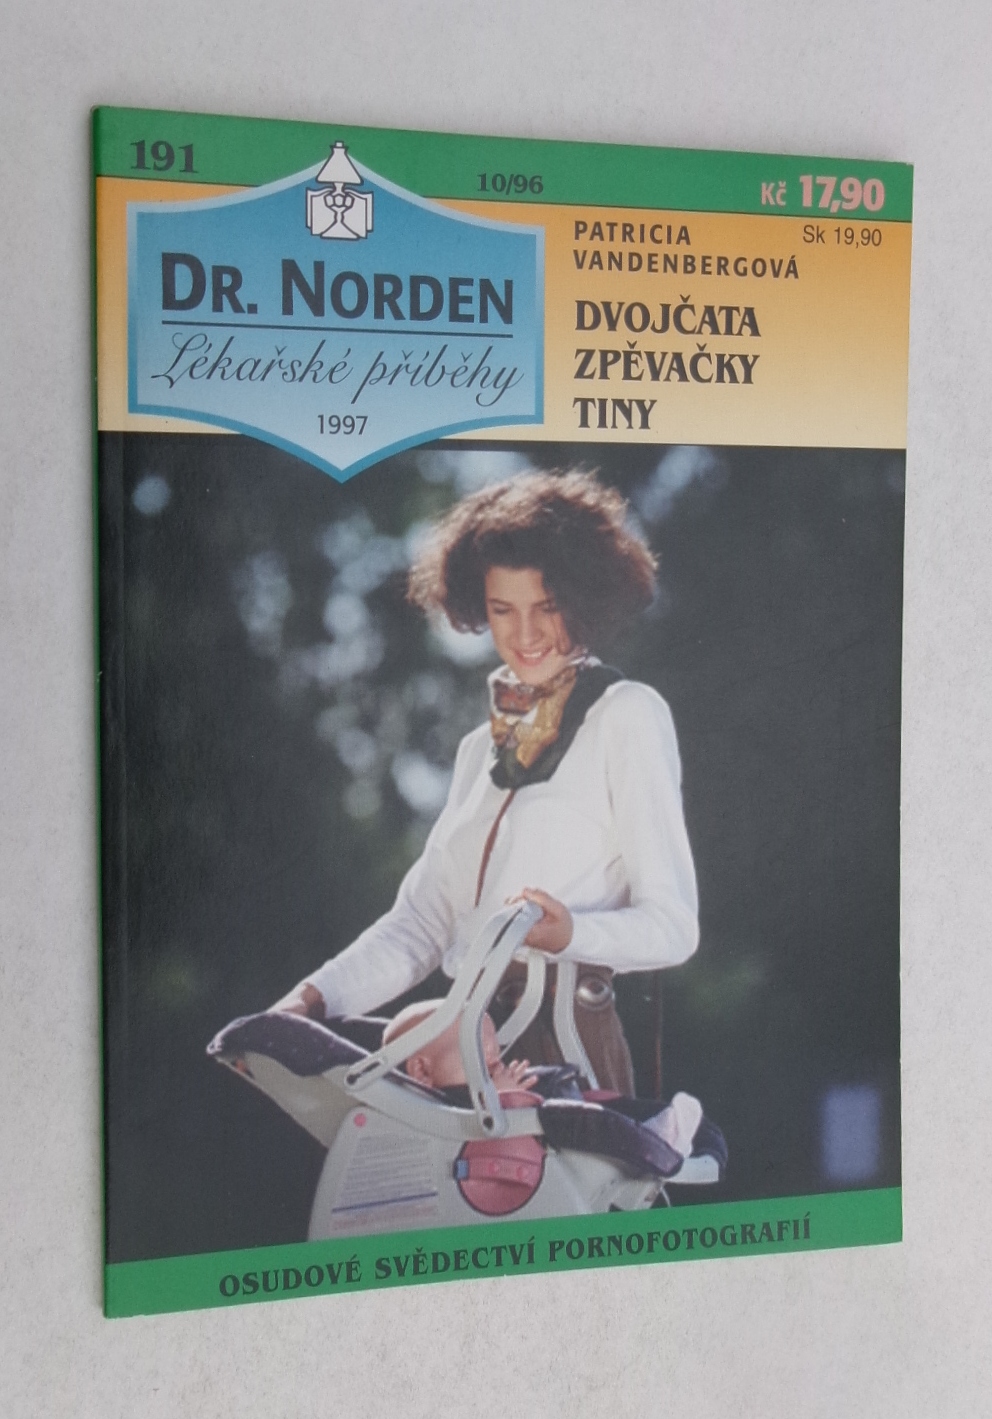 191
10/96
Kč 17,90
Sk 19,90
DR. NORDEN
Lékařské příběhy
1997
PATRICIA
VANDENBERGOVÁ
DVOJČATA
ZPĚVAČKY
TINY
OSUDOVÉ SVĚDECTVÍ PORNOFOTOGRAFIÍ